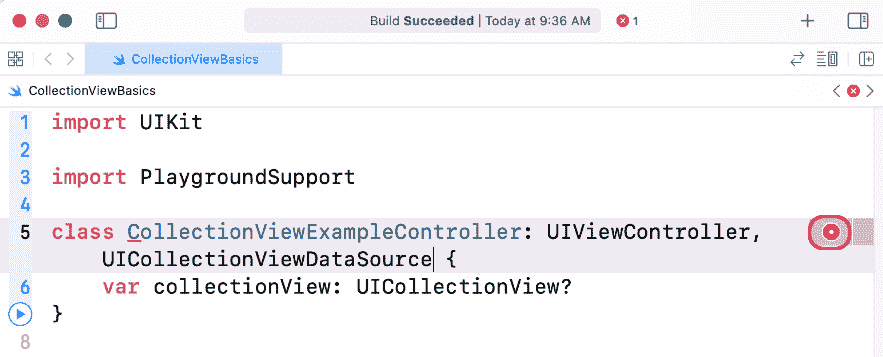 Build Succeeded | Today at 9:36 AM 1
CollectionViewBasics
CollectionViewBasics
1 import UIKit
2
3 import PlaygroundSupport
4
5 class CollectionViewExampleController: UIViewController,
UICollectionViewDataSource {
6 var collectionView: UICollectionView?
}
8